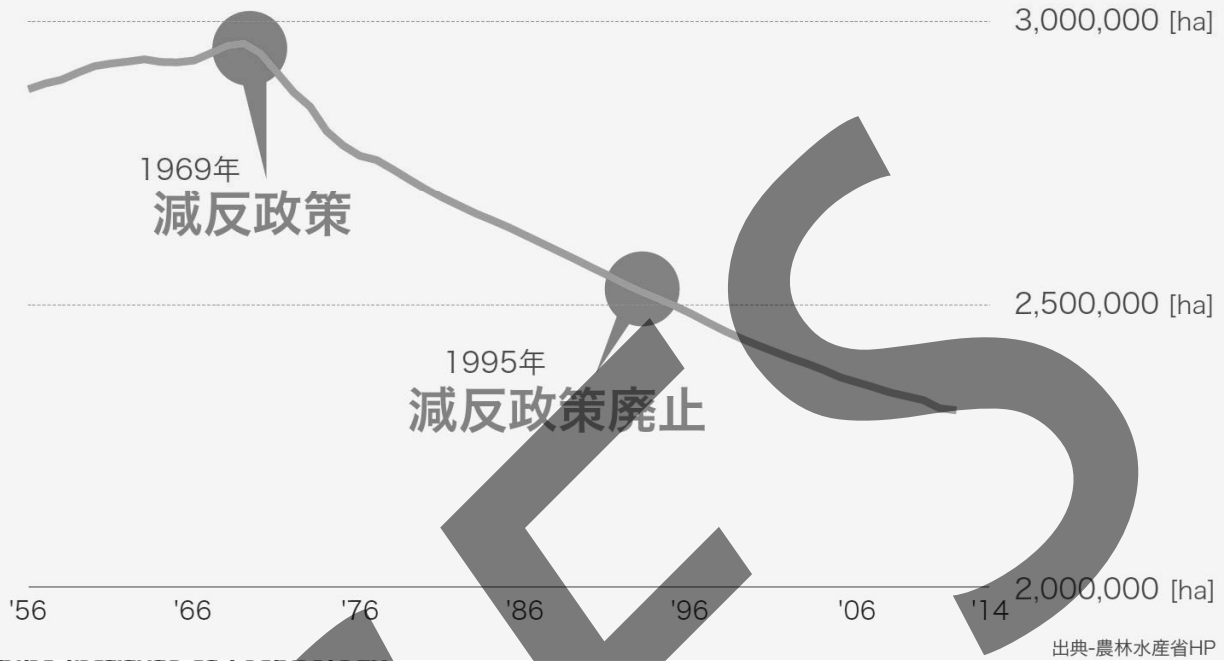 3,000,000 [ha]
1969年
減反政策
2,500,000 [ha]
1995年
減反政策廃止
2,000,000 [ha]
'56 '66 '76 '86 '96 '06 '14
出典-農林水産省HP
ES